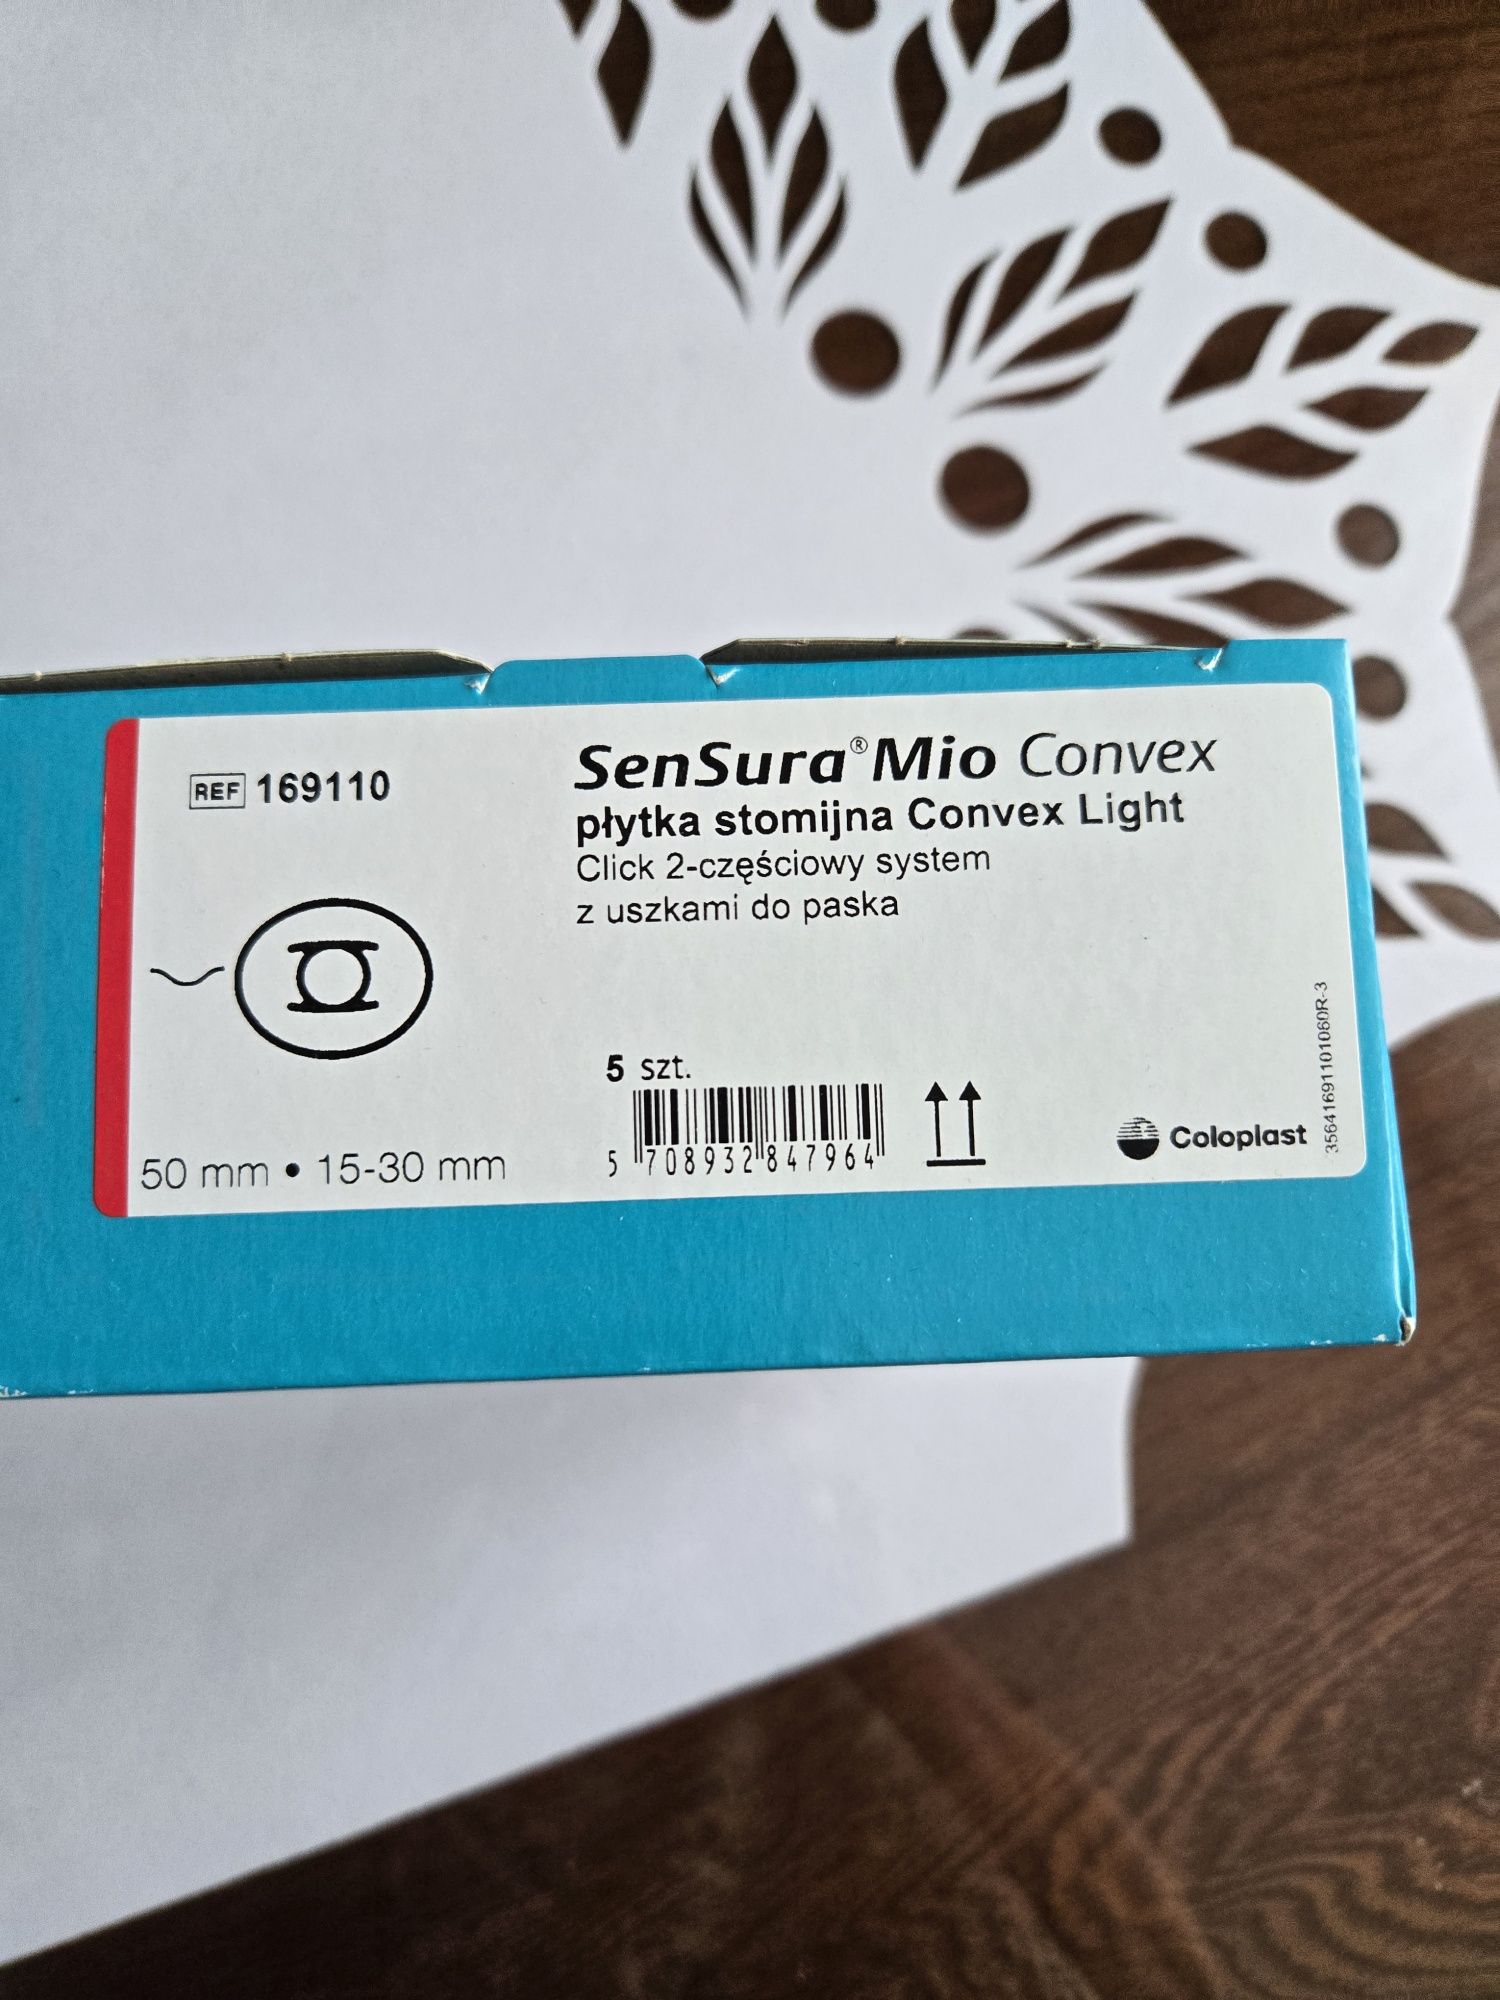 REF 169110
SenSura® Mio Convex
płytka stomijna Convex Light
Click 2-częściowy system
z uszkami do paska
5 szt.
5 708932 847964
50 mm • 15-30 mm
Coloplast
35641691101060R-3